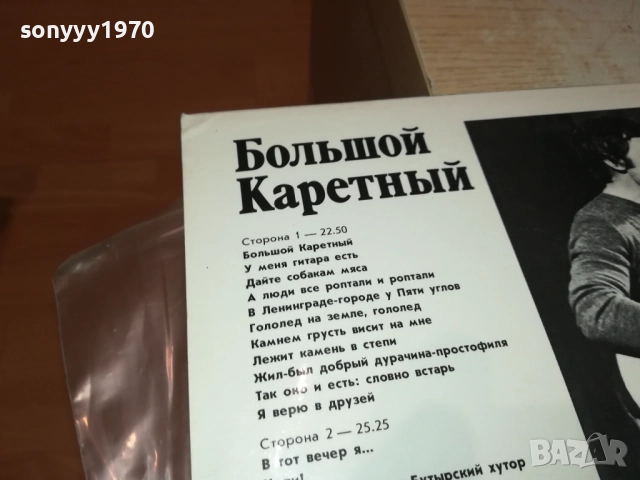 sonyyy1970
Большой
Каретный
Сторона 1 — 22.50
Большой Каретный
У меня гитара есть
Дайте собакам мяса
А люди все роптали и роптали
В Ленинграде-городе у Пяти углов
Гололед на земле, гололед
Камнем грусть висит на мне
Лежит камень в степи
Жил-был добрый дурачина-простофиля
Так оно и есть: словно встарь
Я верю в друзей
Сторона 2 — 25.25
В тот вечер я...
Бутырский хутор
BAZAR